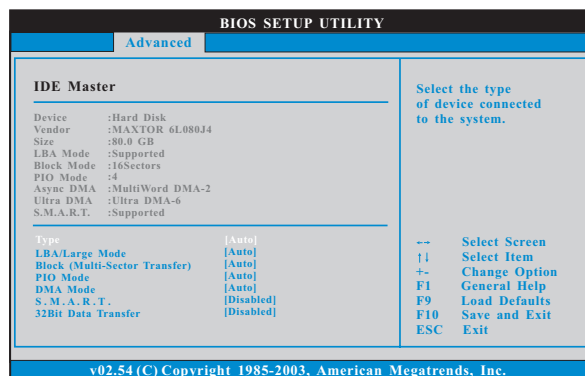 BIOS SETUP UTILITY
Advanced
IDE Master
Device :Hard Disk
Vendor :MAXTOR 6L080J4
Size :80.0 GB
LBA Mode :Supported
Block Mode :16Sectors
PIO Mode :4
Async DMA :MultiWord DMA-2
Ultra DMA :Ultra DMA-6
S.M.A.R.T. :Supported
Type [Auto]
LBA/Large Mode [Auto]
Block (Multi-Sector Transfer) [Auto]
PIO Mode [Auto]
DMA Mode [Auto]
S.M.A.R.T. [Disabled]
32Bit Data Transfer [Disabled]
Select the type
of device connected
to the system.
←→ Select Screen
↑↓ Select Item
+- Change Option
F1 General Help
F9 Load Defaults
F10 Save and Exit
ESC Exit
v02.54 (C) Copyright 1985-2003, American Megatrends, Inc.